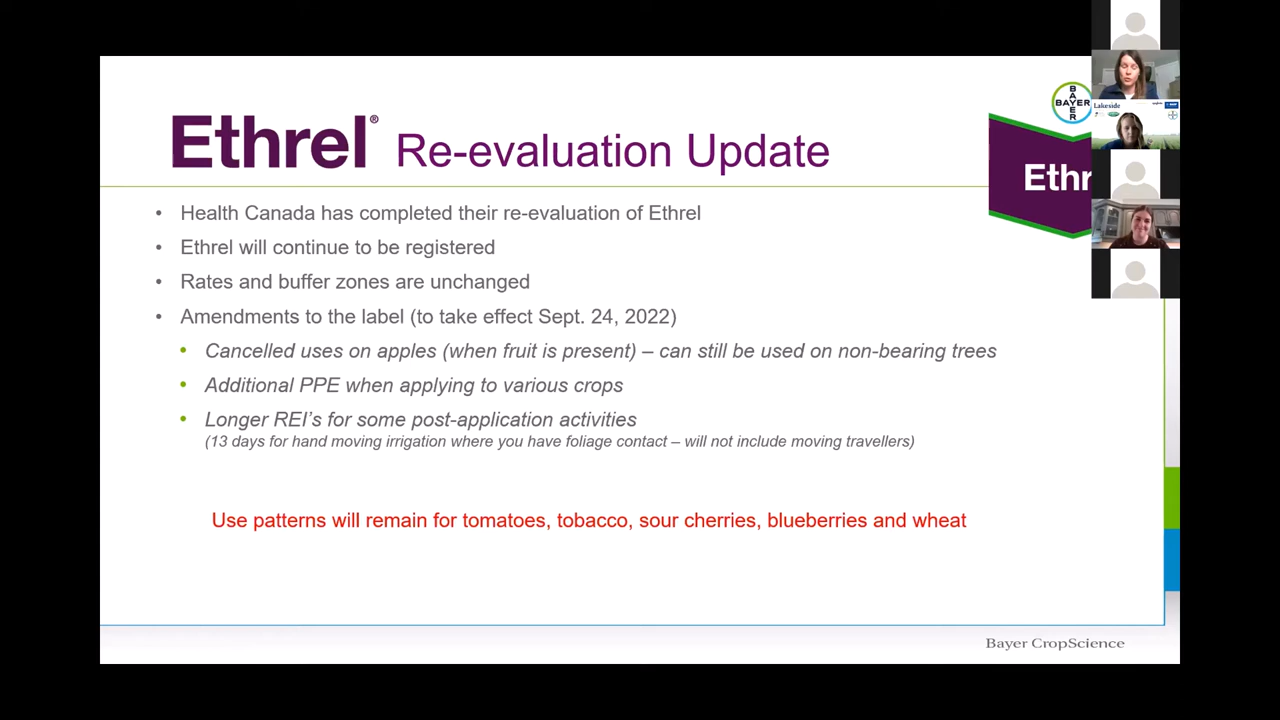 Ethrel® Re-evaluation Update
BAYER
BAYER
Lakeside
Ethr
• Health Canada has completed their re-evaluation of Ethrel
• Ethrel will continue to be registered
• Rates and buffer zones are unchanged
• Amendments to the label (to take effect Sept. 24, 2022)
• Cancelled uses on apples (when fruit is present) – can still be used on non-bearing trees
• Additional PPE when applying to various crops
• Longer REI's for some post-application activities
(13 days for hand moving irrigation where you have foliage contact – will not include moving travellers)
Use patterns will remain for tomatoes, tobacco, sour cherries, blueberries and wheat
Bayer CropScience